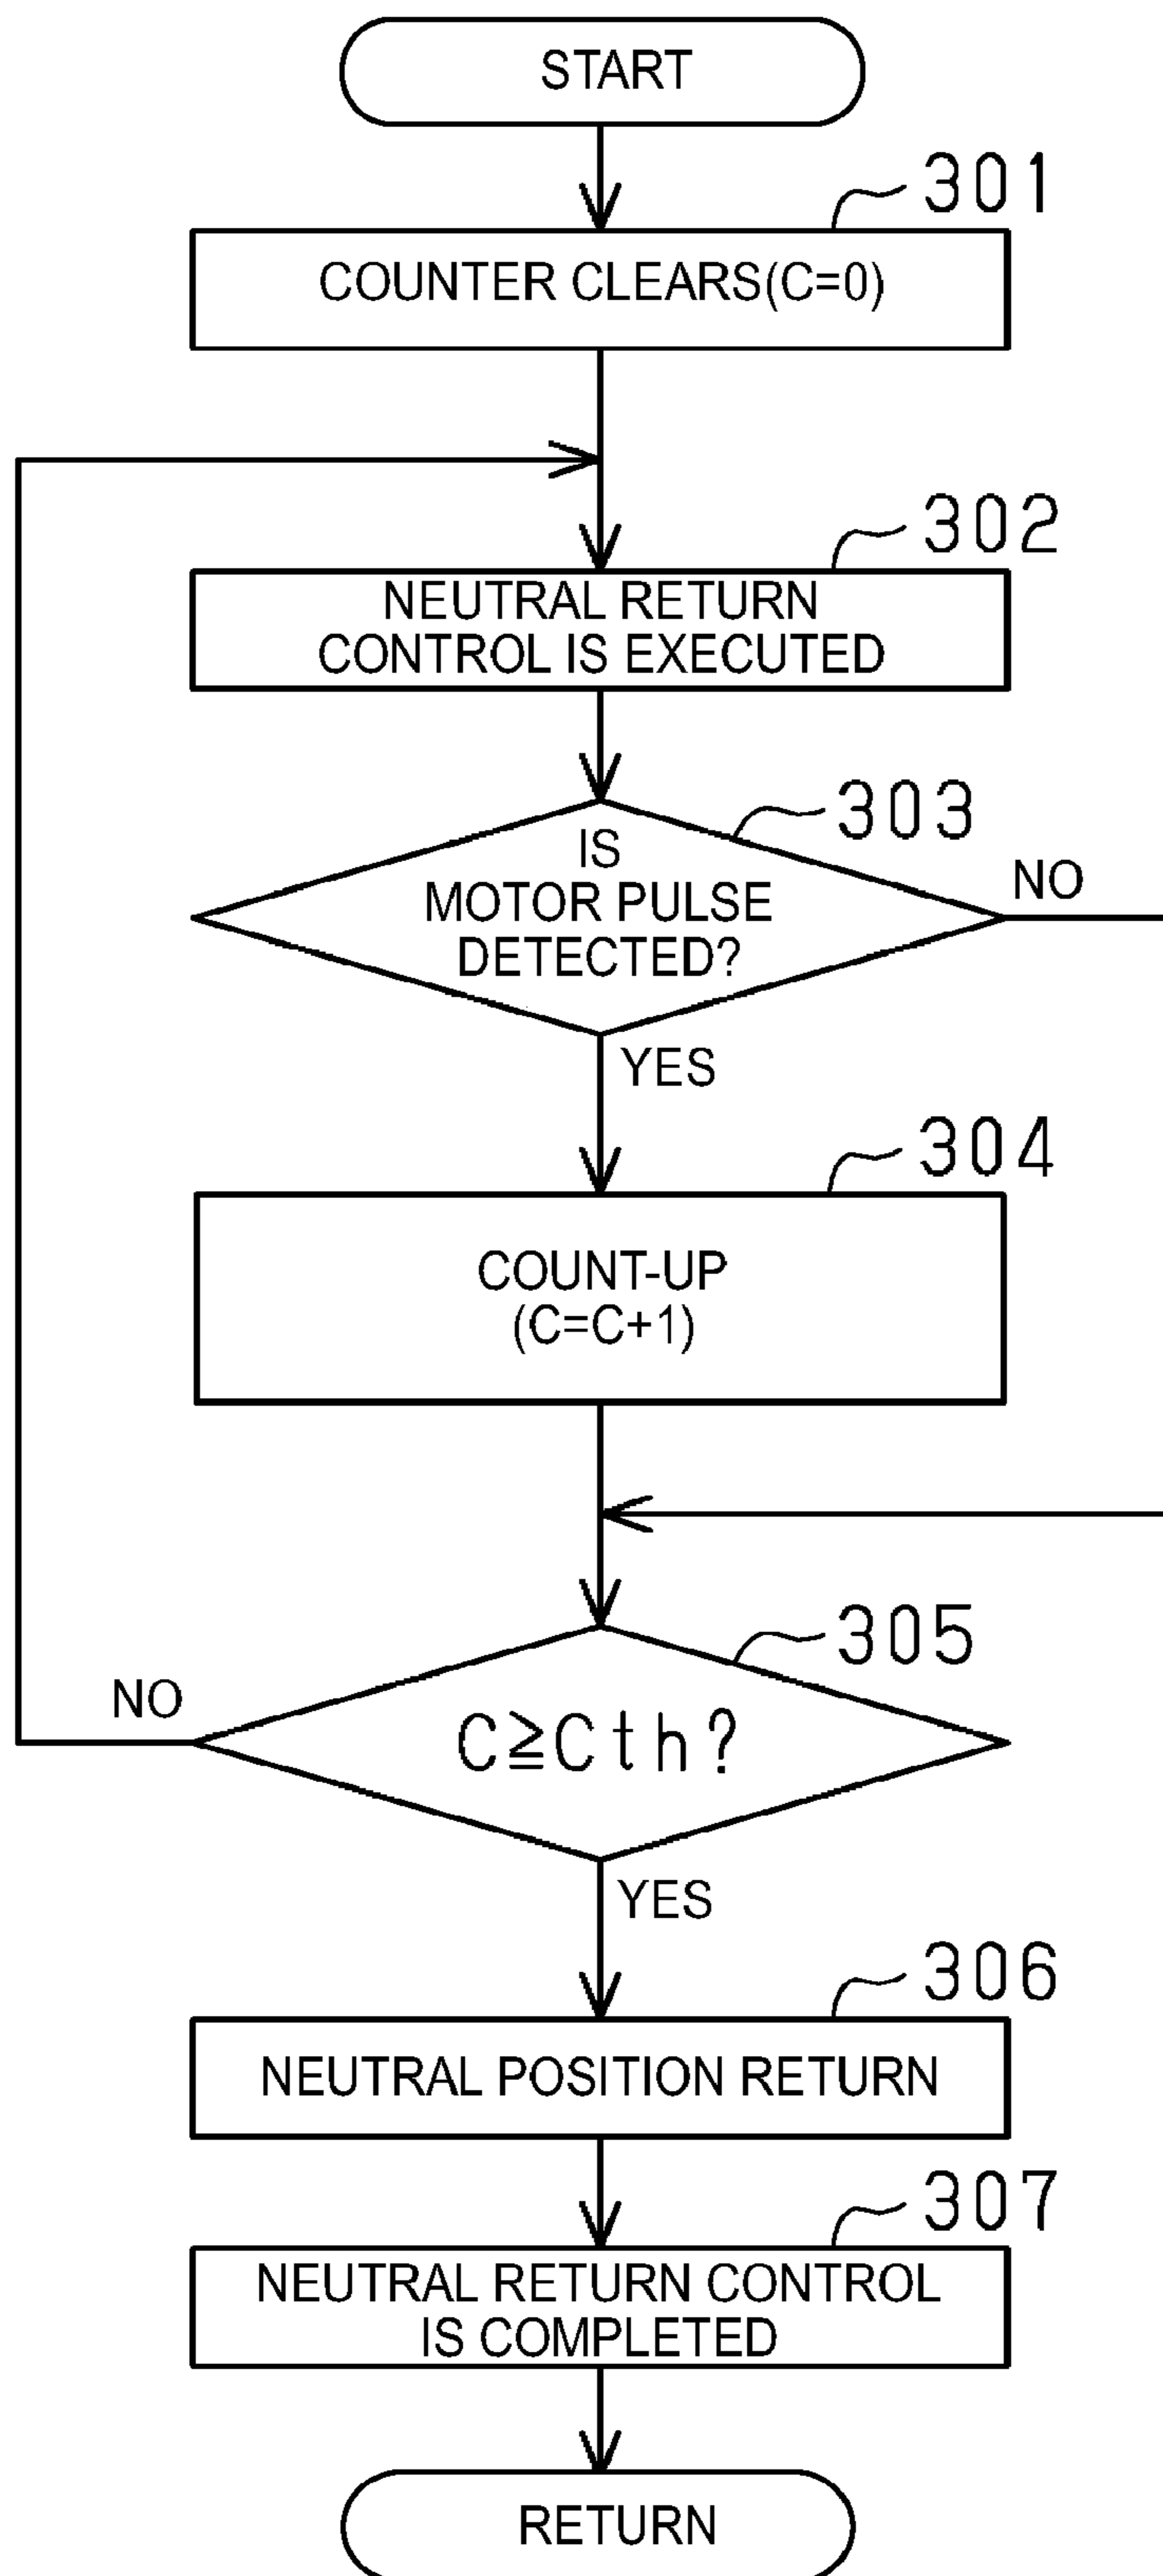 START
301
COUNTER CLEARS(C=0)
302
NEUTRAL RETURN
CONTROL IS EXECUTED
303
IS
MOTOR PULSE
DETECTED?
NO
YES
304
COUNT-UP
(C=C+1)
305
NO
C≧Cth?
YES
306
NEUTRAL POSITION RETURN
307
NEUTRAL RETURN CONTROL
IS COMPLETED
RETURN